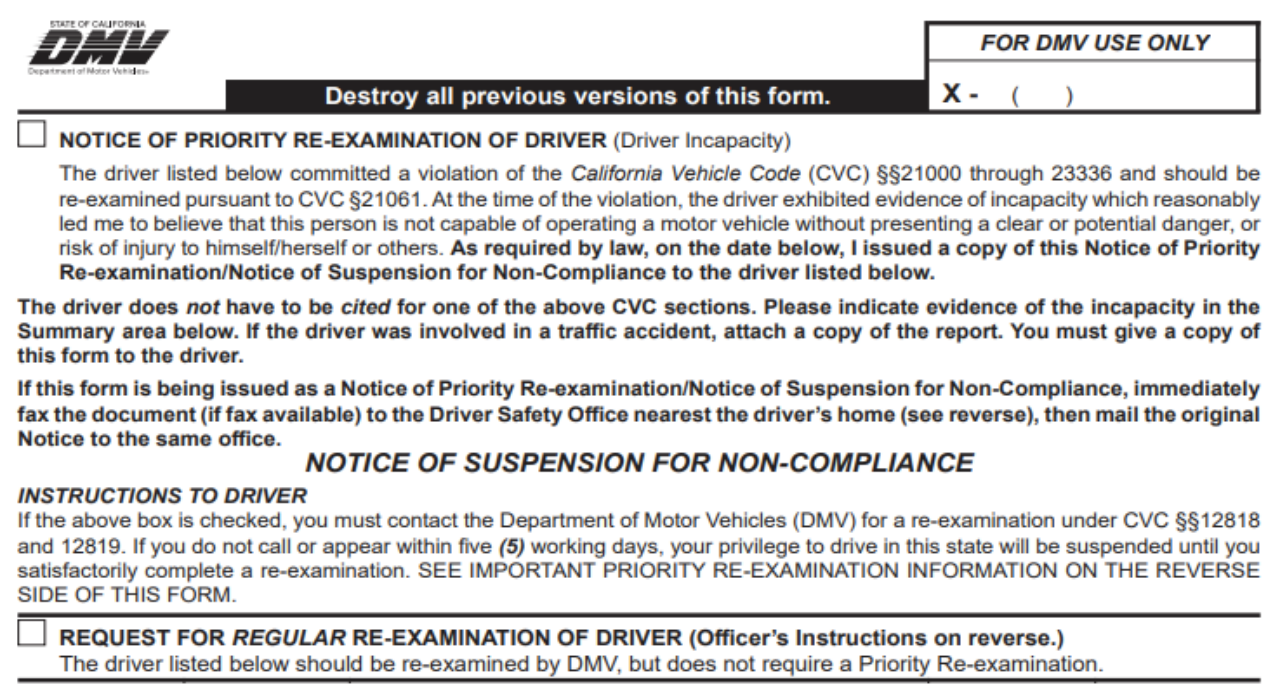 STATE OF CALIFORNIA
DMV
Department of Motor Vehicles
FOR DMV USE ONLY
Destroy all previous versions of this form.
X - (    )
NOTICE OF PRIORITY RE-EXAMINATION OF DRIVER (Driver Incapacity)
The driver listed below committed a violation of the California Vehicle Code (CVC) §§21000 through 23336 and should be
re-examined pursuant to CVC §21061. At the time of the violation, the driver exhibited evidence of incapacity which reasonably
led me to believe that this person is not capable of operating a motor vehicle without presenting a clear or potential danger, or
risk of injury to himself/herself or others. As required by law, on the date below, I issued a copy of this Notice of Priority
Re-examination/Notice of Suspension for Non-Compliance to the driver listed below.
The driver does not have to be cited for one of the above CVC sections. Please indicate evidence of the incapacity in the
Summary area below. If the driver was involved in a traffic accident, attach a copy of the report. You must give a copy of
this form to the driver.
If this form is being issued as a Notice of Priority Re-examination/Notice of Suspension for Non-Compliance, immediately
fax the document (if fax available) to the Driver Safety Office nearest the driver's home (see reverse), then mail the original
Notice to the same office.
NOTICE OF SUSPENSION FOR NON-COMPLIANCE
INSTRUCTIONS TO DRIVER
If the above box is checked, you must contact the Department of Motor Vehicles (DMV) for a re-examination under CVC §§12818
and 12819. If you do not call or appear within five (5) working days, your privilege to drive in this state will be suspended until you
satisfactorily complete a re-examination. SEE IMPORTANT PRIORITY RE-EXAMINATION INFORMATION ON THE REVERSE
SIDE OF THIS FORM.
REQUEST FOR REGULAR RE-EXAMINATION OF DRIVER (Officer's Instructions on reverse.)
The driver listed below should be re-examined by DMV, but does not require a Priority Re-examination.